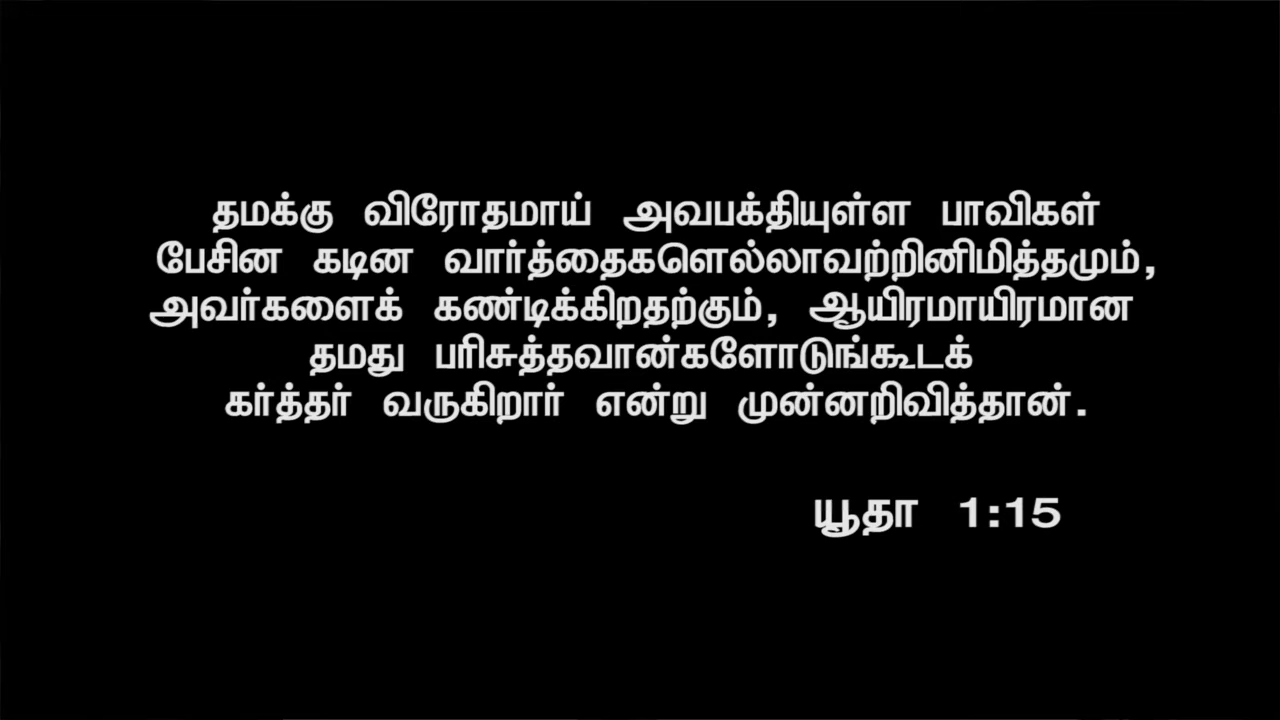 தமக்கு விரோதமாய் அவபக்தியுள்ள பாவிகள்
பேசின கடின வார்த்தைகளெல்லாவற்றினிமித்தமும்,
அவர்களைக் கண்டிக்கிறதற்கும், ஆயிரமாயிரமான
தமது பரிசுத்தவான்களோடுங்கூடக்
கர்த்தர் வருகிறார் என்று முன்னறிவித்தான்.
யூதா 1:15